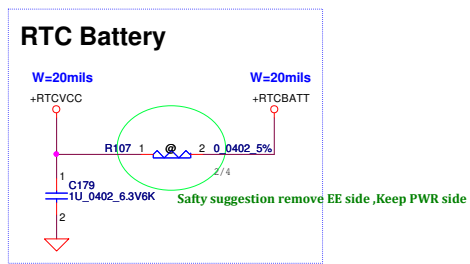 RTC Battery
W=20mils W=20mils
+RTCVCC +RTCBATT
R107 1 @ 2 0_0402_5%
2/4
1
C179
1U_0402_6.3V6K
Safty suggestion remove EE side ,Keep PWR side
2